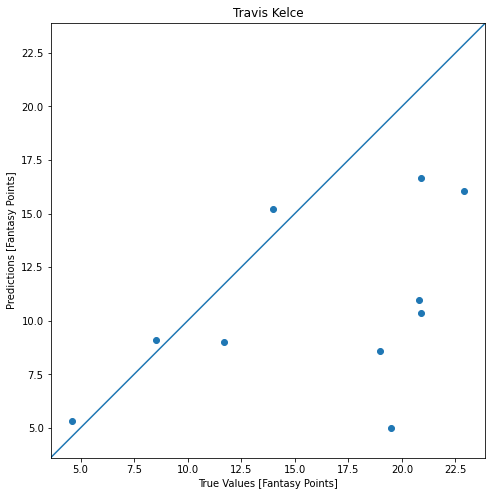 Travis Kelce
Predictions [Fantasy Points]
22.5
20.0
17.5
15.0
12.5
10.0
7.5
5.0
5.0 7.5 10.0 12.5 15.0 17.5 20.0 22.5
True Values [Fantasy Points]